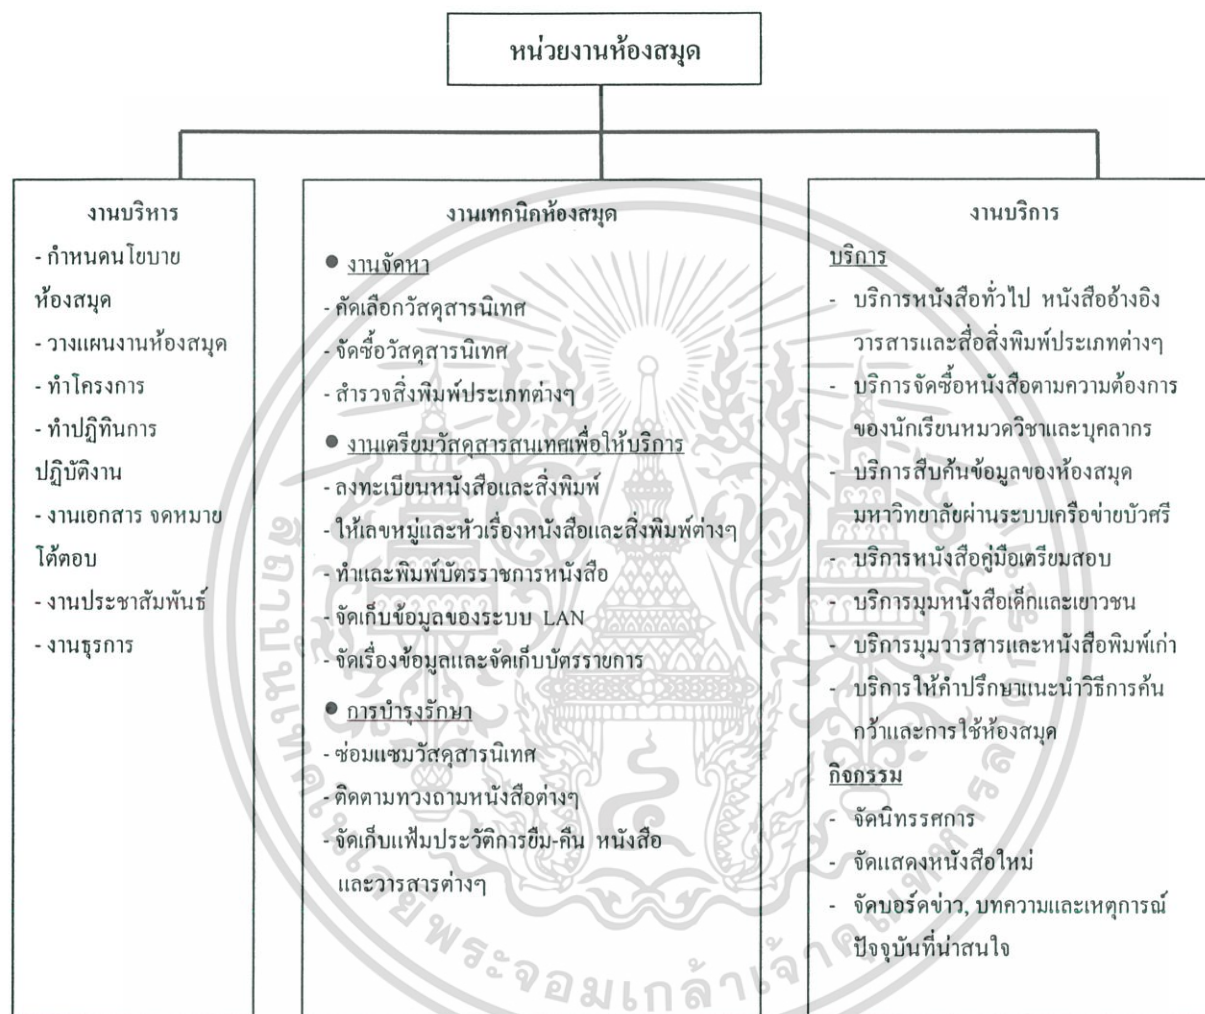 หน่วยงานห้องสมุด
งานบริหาร
- กำหนดนโยบาย
ห้องสมุด
- วางแผนงานห้องสมุด
- ทำโครงการ
- ทำปฏิทินการ
ปฏิบัติงาน
- งานเอกสาร จดหมาย
โต้ตอบ
- งานประชาสัมพันธ์
- งานธุรการ
งานเทคนิคห้องสมุด
● งานจัดหา
- คัดเลือกวัสดุสารนิเทศ
- จัดซื้อวัสดุสารนิเทศ
- สำรวจสิ่งพิมพ์ประเภทต่างๆ
● งานเตรียมวัสดุสารสนเทศเพื่อให้บริการ
- ลงทะเบียนหนังสือและสิ่งพิมพ์
- ให้เลขหมู่และหัวเรื่องหนังสือและสิ่งพิมพ์ต่างๆ
- ทำและพิมพ์บัตรราชการหนังสือ
- จัดเก็บข้อมูลของระบบ LAN
- จัดเรื่องข้อมูลและจัดเก็บบัตรรายการ
● การบำรุงรักษา
- ซ่อมแซมวัสดุสารนิเทศ
- ติดตามทวงถามหนังสือต่างๆ
- จัดเก็บแฟ้มประวัติการยืม-คืน หนังสือ
และวารสารต่างๆ
งานบริการ
บริการ
- บริการหนังสือทั่วไป หนังสืออ้างอิง
วารสารและสื่อสิ่งพิมพ์ประเภทต่างๆ
- บริการจัดซื้อหนังสือตามความต้องการ
ของนักเรียนหมวดวิชาและบุคลากร
- บริการสืบค้นข้อมูลของห้องสมุด
มหาวิทยาลัยผ่านระบบเครือข่ายบัวศรี
- บริการหนังสือคู่มือเตรียมสอบ
- บริการมุมหนังสือเด็กและเยาวชน
- บริการมุมวารสารและหนังสือพิมพ์เก่า
- บริการให้คำปรึกษาแนะนำวิธีการค้น
กว้าและการใช้ห้องสมุด
กิจกรรม
- จัดนิทรรศการ
- จัดแสดงหนังสือใหม่
- จัดบอร์ดข่าว, บทความและเหตุการณ์
ปัจจุบันที่น่าสนใจ
สถาบันเทคโนโลยีพระจอมเกล้าเจ้าคุณทหารลาดกระบัง